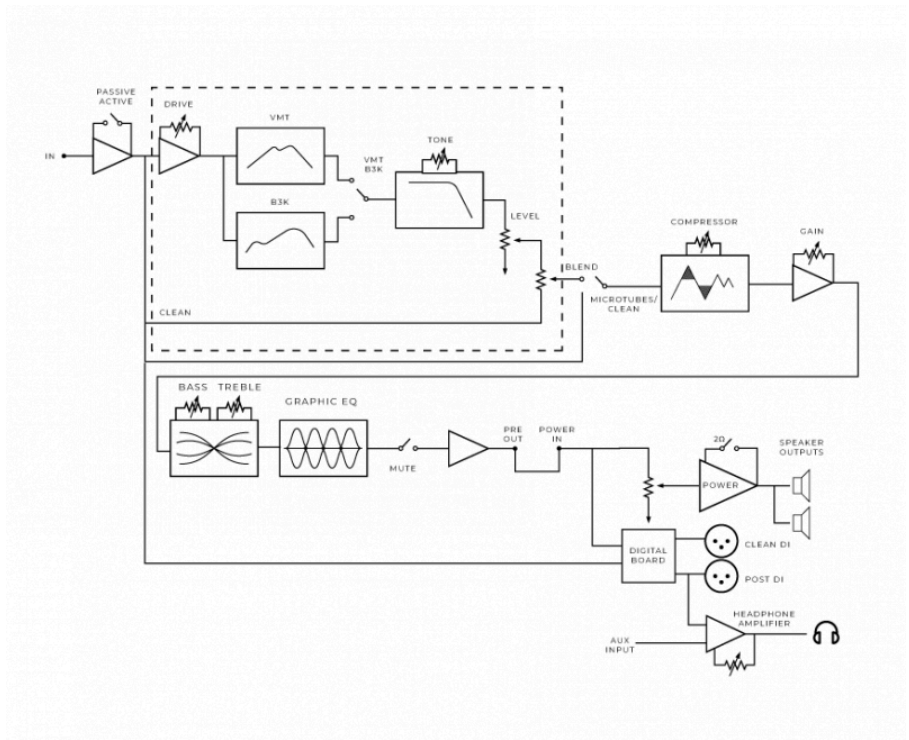 PASSIVE
ACTIVE
DRIVE
VMT
TONE
IN
VMT
B3K
B3K
LEVEL
COMPRESSOR
GAIN
BLEND
MICROTUBES/
CLEAN
CLEAN
BASS TREBLE
GRAPHIC EQ
PRE
OUT
POWER
IN
2Ω
SPEAKER
OUTPUTS
MUTE
POWER
DIGITAL
BOARD
CLEAN DI
POST DI
HEADPHONE
AMPLIFIER
AUX
INPUT